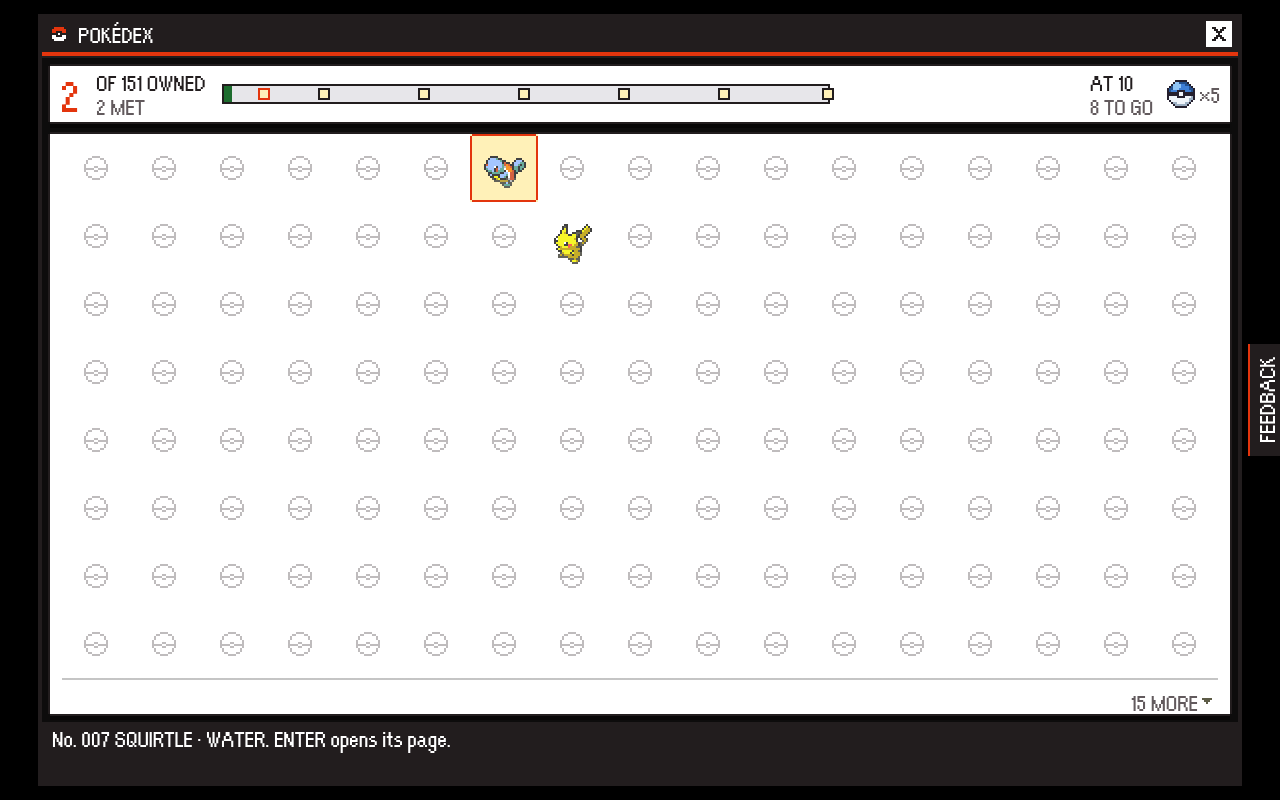 POKÉDEX
X
2
OF 151 OWNED
2 MET
AT 10
8 TO GO
×5
FEEDBACK
15 MORE
No. 007 SQUIRTLE · WATER. ENTER opens its page.